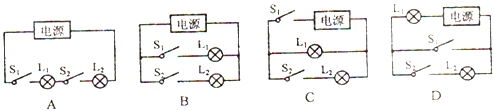 电源
S₁ L₁ S₂ L₂
A
电源
S₁ L₁
S₂ L₂
B
S₁ 电源
L₁
S₂ L₂
C
L₁ 电源
S₁
S₂ L₂
D